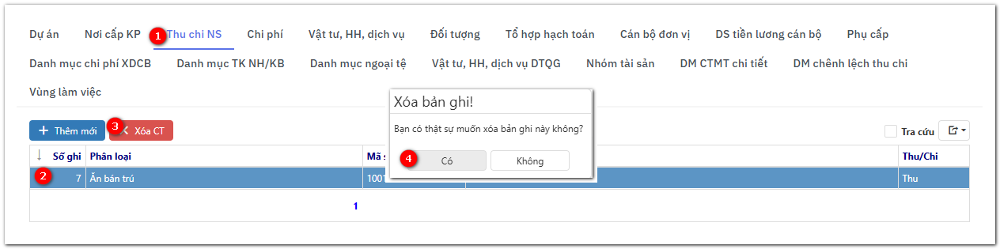 Dự án Nơi cấp KP 1 Thu chi NS Chi phí Vật tư, HH, dịch vụ Đối tượng Tổ hợp hạch toán Cán bộ đơn vị DS tiền lương cán bộ Phụ cấp
Danh mục chi phí XDCB Danh mục TK NH/KB Danh mục ngoại tệ Vật tư, HH, dịch vụ DTQG Nhóm tài sản DM CTMT chi tiết DM chênh lệch thu chi
Vùng làm việc
Xóa bản ghi!
Bạn có thật sự muốn xóa bản ghi này không?
4 Có Không
Thêm mới 3 Xóa CT Tra cứu
Số ghi Phân loại Mã Thu/Chi
2 7 Ăn bán trú 1001 Thu
1